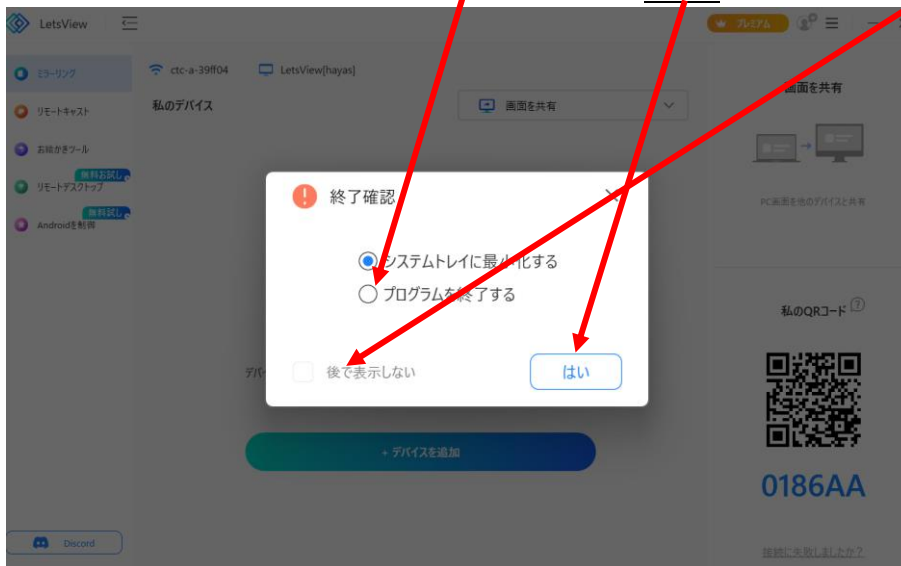 LetsView
プレミアム
ミラーリング
リモートキャスト
お絵かきツール
無料お試し
リモートデスクトップ
無料試し
Androidを制御
Discord
ctc-a-39ff04
LetsView[hayas]
私のデバイス
画面を共有
終了確認
システムトレイに最小化する
プログラムを終了する
後で表示しない
はい
デバ
+ デバイスを追加
画面を共有
PC画面を他のデバイスと共有
私のQRコード
0186AA
接続に失敗しましたか？